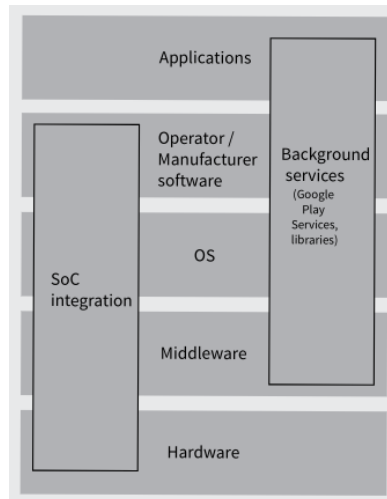 Applications
Operator /
Manufacturer
software
Background
services
(Google
Play
Services,
libraries)
OS
SoC
integration
Middleware
Hardware